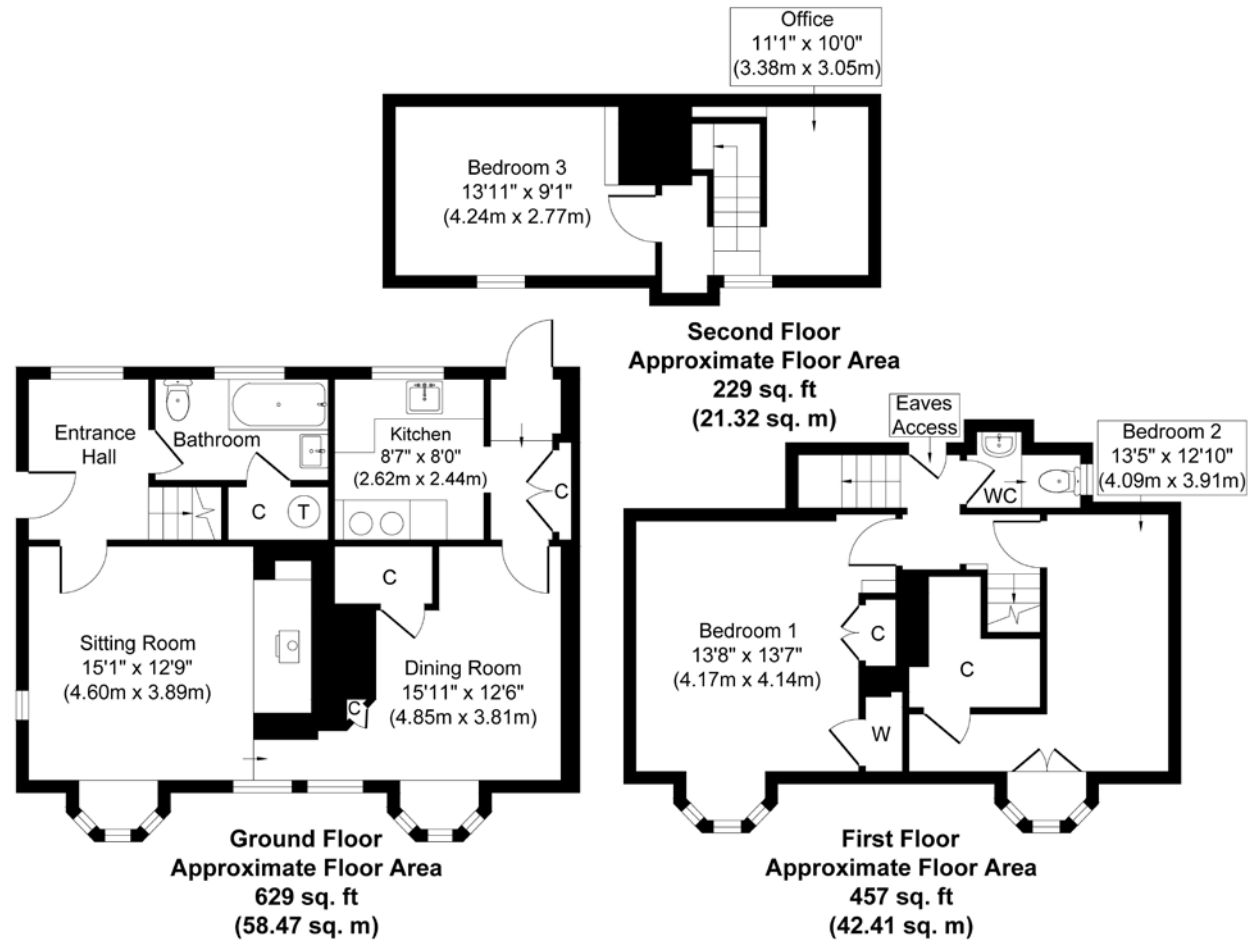 Office
11'1" x 10'0"
(3.38m x 3.05m)
Bedroom 3
13'11" x 9'1"
(4.24m x 2.77m)
Second Floor
Approximate Floor Area
229 sq. ft
(21.32 sq. m)
Entrance
Hall
Bathroom
Kitchen
8'7" x 8'0"
(2.62m x 2.44m)
C
C
T
C
Sitting Room
15'1" x 12'9"
(4.60m x 3.89m)
Dining Room
15'11" x 12'6"
(4.85m x 3.81m)
C
Ground Floor
Approximate Floor Area
629 sq. ft
(58.47 sq. m)
Eaves
Access
Bedroom 2
13'5" x 12'10"
(4.09m x 3.91m)
WC
Bedroom 1
13'8" x 13'7"
(4.17m x 4.14m)
C
C
W
First Floor
Approximate Floor Area
457 sq. ft
(42.41 sq. m)